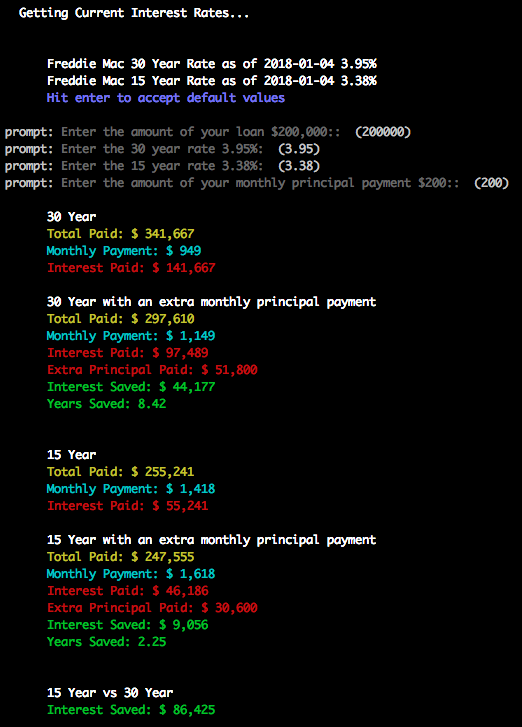 Getting Current Interest Rates...
Freddie Mac 30 Year Rate as of 2018-01-04 3.95%
Freddie Mac 15 Year Rate as of 2018-01-04 3.38%
Hit enter to accept default values
prompt: Enter the amount of your loan $200,000::  (200000)
prompt: Enter the 30 year rate 3.95%:  (3.95)
prompt: Enter the 15 year rate 3.38%:  (3.38)
prompt: Enter the amount of your monthly principal payment $200::  (200)
30 Year
Total Paid: $ 341,667
Monthly Payment: $ 949
Interest Paid: $ 141,667
30 Year with an extra monthly principal payment
Total Paid: $ 297,610
Monthly Payment: $ 1,149
Interest Paid: $ 97,489
Extra Principal Paid: $ 51,800
Interest Saved: $ 44,177
Years Saved: 8.42
15 Year
Total Paid: $ 255,241
Monthly Payment: $ 1,418
Interest Paid: $ 55,241
15 Year with an extra monthly principal payment
Total Paid: $ 247,555
Monthly Payment: $ 1,618
Interest Paid: $ 46,186
Extra Principal Paid: $ 30,600
Interest Saved: $ 9,056
Years Saved: 2.25
15 Year vs 30 Year
Interest Saved: $ 86,425